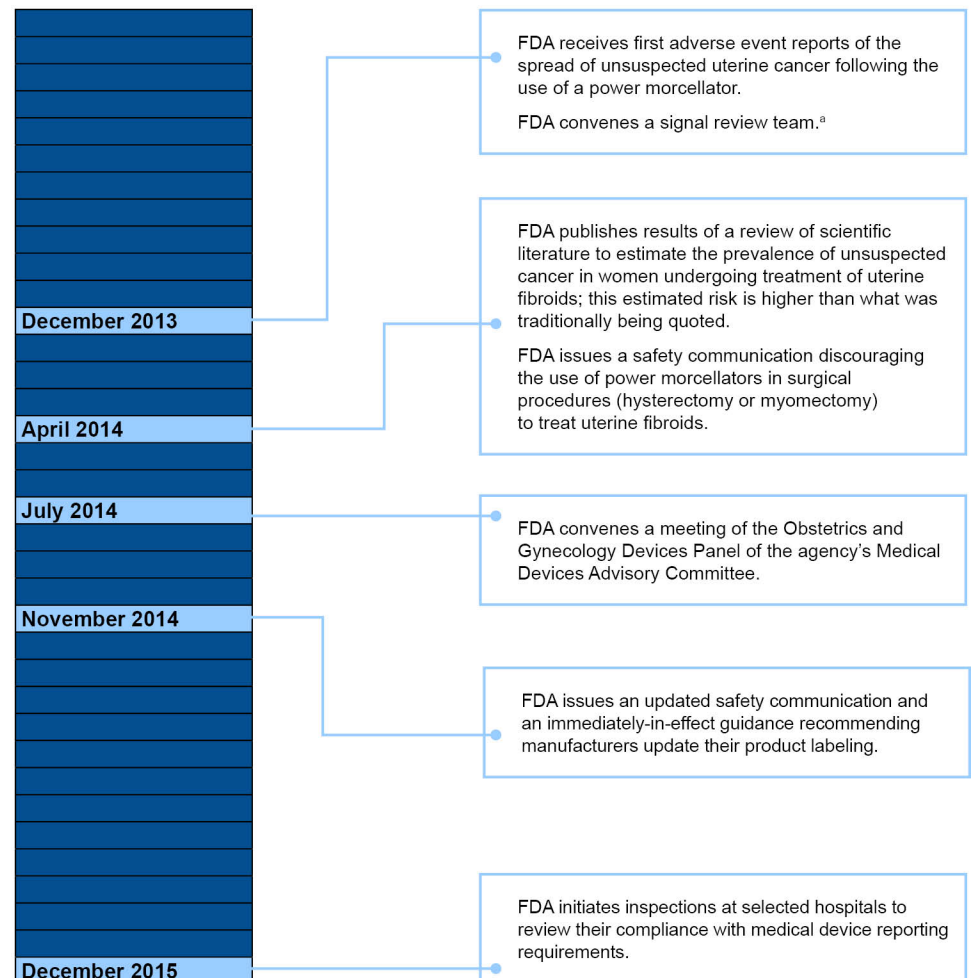 FDA receives first adverse event reports of the
spread of unsuspected uterine cancer following the
use of a power morcellator.
FDA convenes a signal review team.a
December 2013
FDA publishes results of a review of scientific
literature to estimate the prevalence of unsuspected
cancer in women undergoing treatment of uterine
fibroids; this estimated risk is higher than what was
traditionally being quoted.
FDA issues a safety communication discouraging
the use of power morcellators in surgical
procedures (hysterectomy or myomectomy)
to treat uterine fibroids.
April 2014
July 2014
FDA convenes a meeting of the Obstetrics and
Gynecology Devices Panel of the agency’s Medical
Devices Advisory Committee.
November 2014
FDA issues an updated safety communication and
an immediately-in-effect guidance recommending
manufacturers update their product labeling.
FDA initiates inspections at selected hospitals to
review their compliance with medical device reporting
requirements.
December 2015